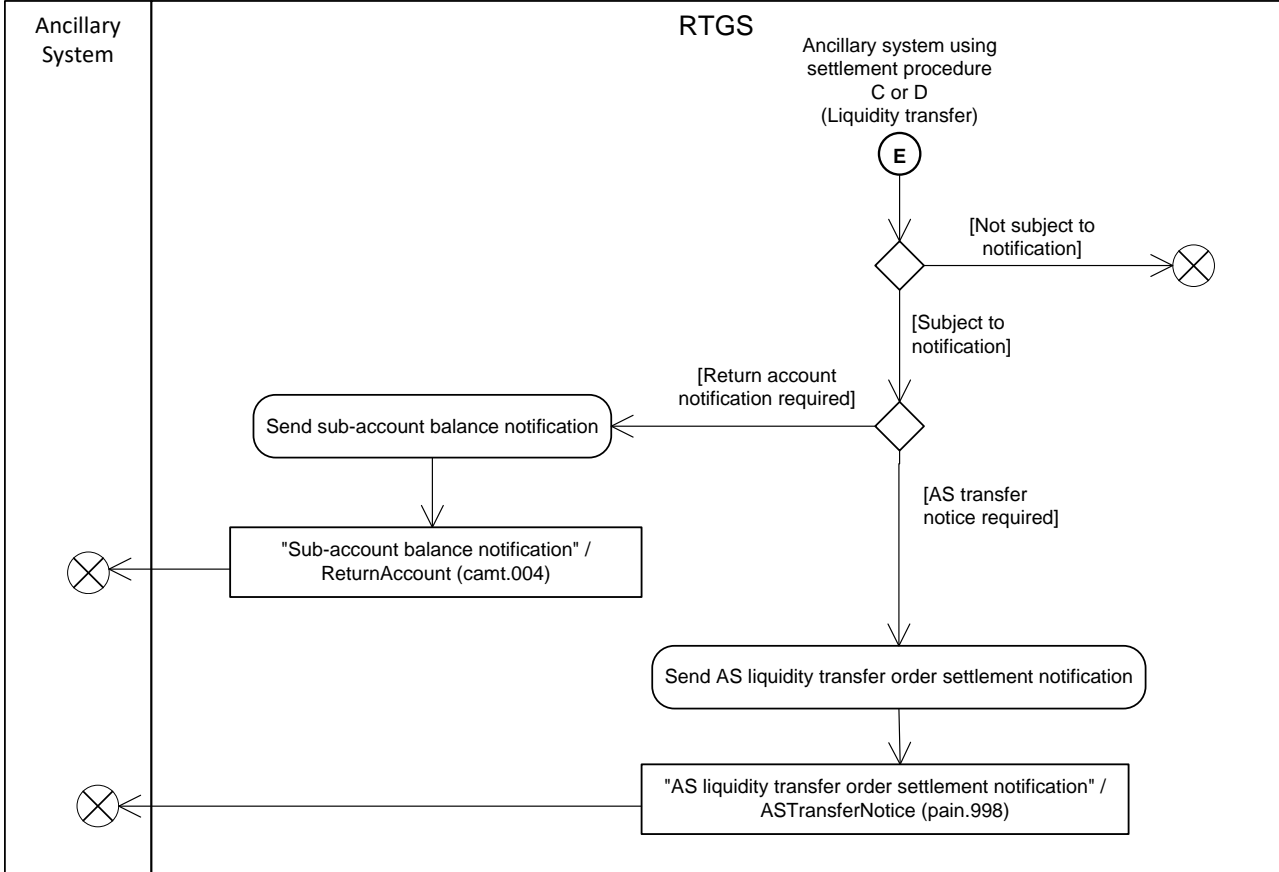 Ancillary
System
RTGS
Ancillary system using
settlement procedure
C or D
(Liquidity transfer)
E
[Not subject to
notification]
[Subject to
notification]
[Return account
notification required]
Send sub-account balance notification
[AS transfer
notice required]
"Sub-account balance notification" /
ReturnAccount (camt.004)
Send AS liquidity transfer order settlement notification
"AS liquidity transfer order settlement notification" /
ASTransferNotice (pain.998)